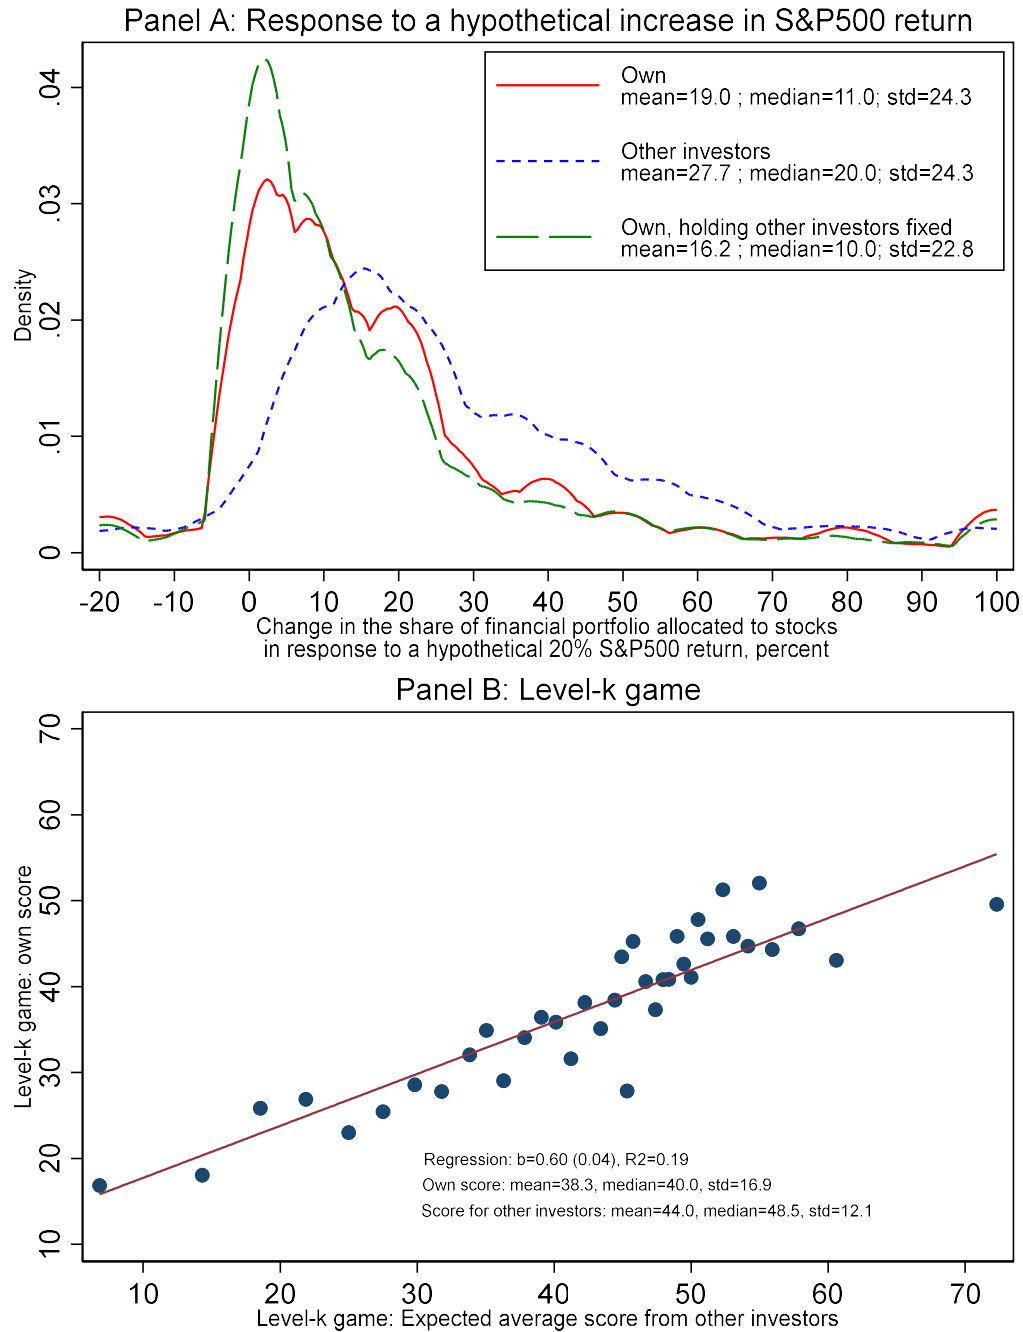 Panel A: Response to a hypothetical increase in S&P500 return
Own
mean=19.0 ; median=11.0; std=24.3
Other investors
mean=27.7 ; median=20.0; std=24.3
Own, holding other investors fixed
mean=16.2 ; median=10.0; std=22.8
Density
.04
.03
.02
.01
0
-20 -10 0 10 20 30 40 50 60 70 80 90 100
Change in the share of financial portfolio allocated to stocks
in response to a hypothetical 20% S&P500 return, percent
Panel B: Level-k game
Level-k game: own score
70
60
50
40
30
20
10
Regression: b=0.60 (0.04), R2=0.19
Own score: mean=38.3, median=40.0, std=16.9
Score for other investors: mean=44.0, median=48.5, std=12.1
10 20 30 40 50 60 70
Level-k game: Expected average score from other investors